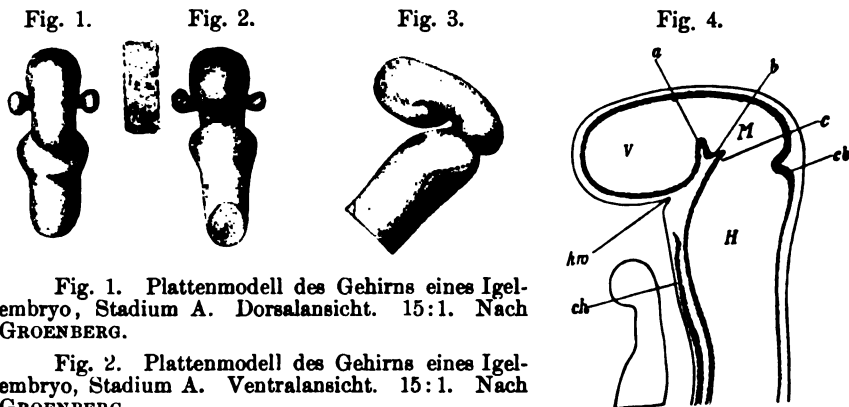 Fig. 1.
Fig. 2.
Fig. 3.
Fig. 4.
a
b
M
c
V
cb
H
hw
ch
Fig. 1. Plattenmodell des Gehirns eines Igel-
embryo, Stadium A. Dorsalansicht. 15:1. Nach
GROENBERG.
Fig. 2. Plattenmodell des Gehirns eines Igel-
embryo, Stadium A. Ventralansicht. 15:1. Nach
GROENBERG